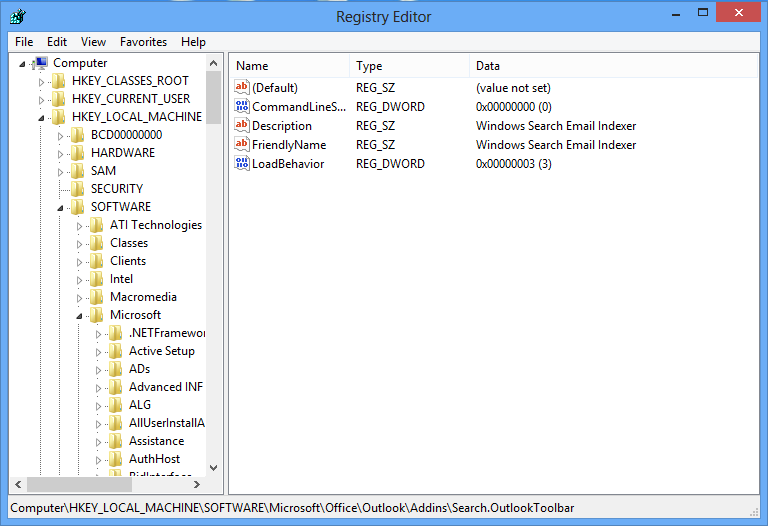 Registry Editor
File Edit View Favorites Help
Computer
HKEY_CLASSES_ROOT
HKEY_CURRENT_USER
HKEY_LOCAL_MACHINE
BCD00000000
HARDWARE
SAM
SECURITY
SOFTWARE
ATI Technologies
Classes
Clients
Intel
Macromedia
Microsoft
.NETFramewor
Active Setup
ADs
Advanced INF
ALG
AllUserInstallA
Assistance
AuthHost
BidInterface
Name Type Data
(Default) REG_SZ (value not set)
CommandLineS... REG_DWORD 0x00000000 (0)
Description REG_SZ Windows Search Email Indexer
FriendlyName REG_SZ Windows Search Email Indexer
LoadBehavior REG_DWORD 0x00000003 (3)
Computer\HKEY_LOCAL_MACHINE\SOFTWARE\Microsoft\Office\Outlook\Addins\Search.OutlookToolbar